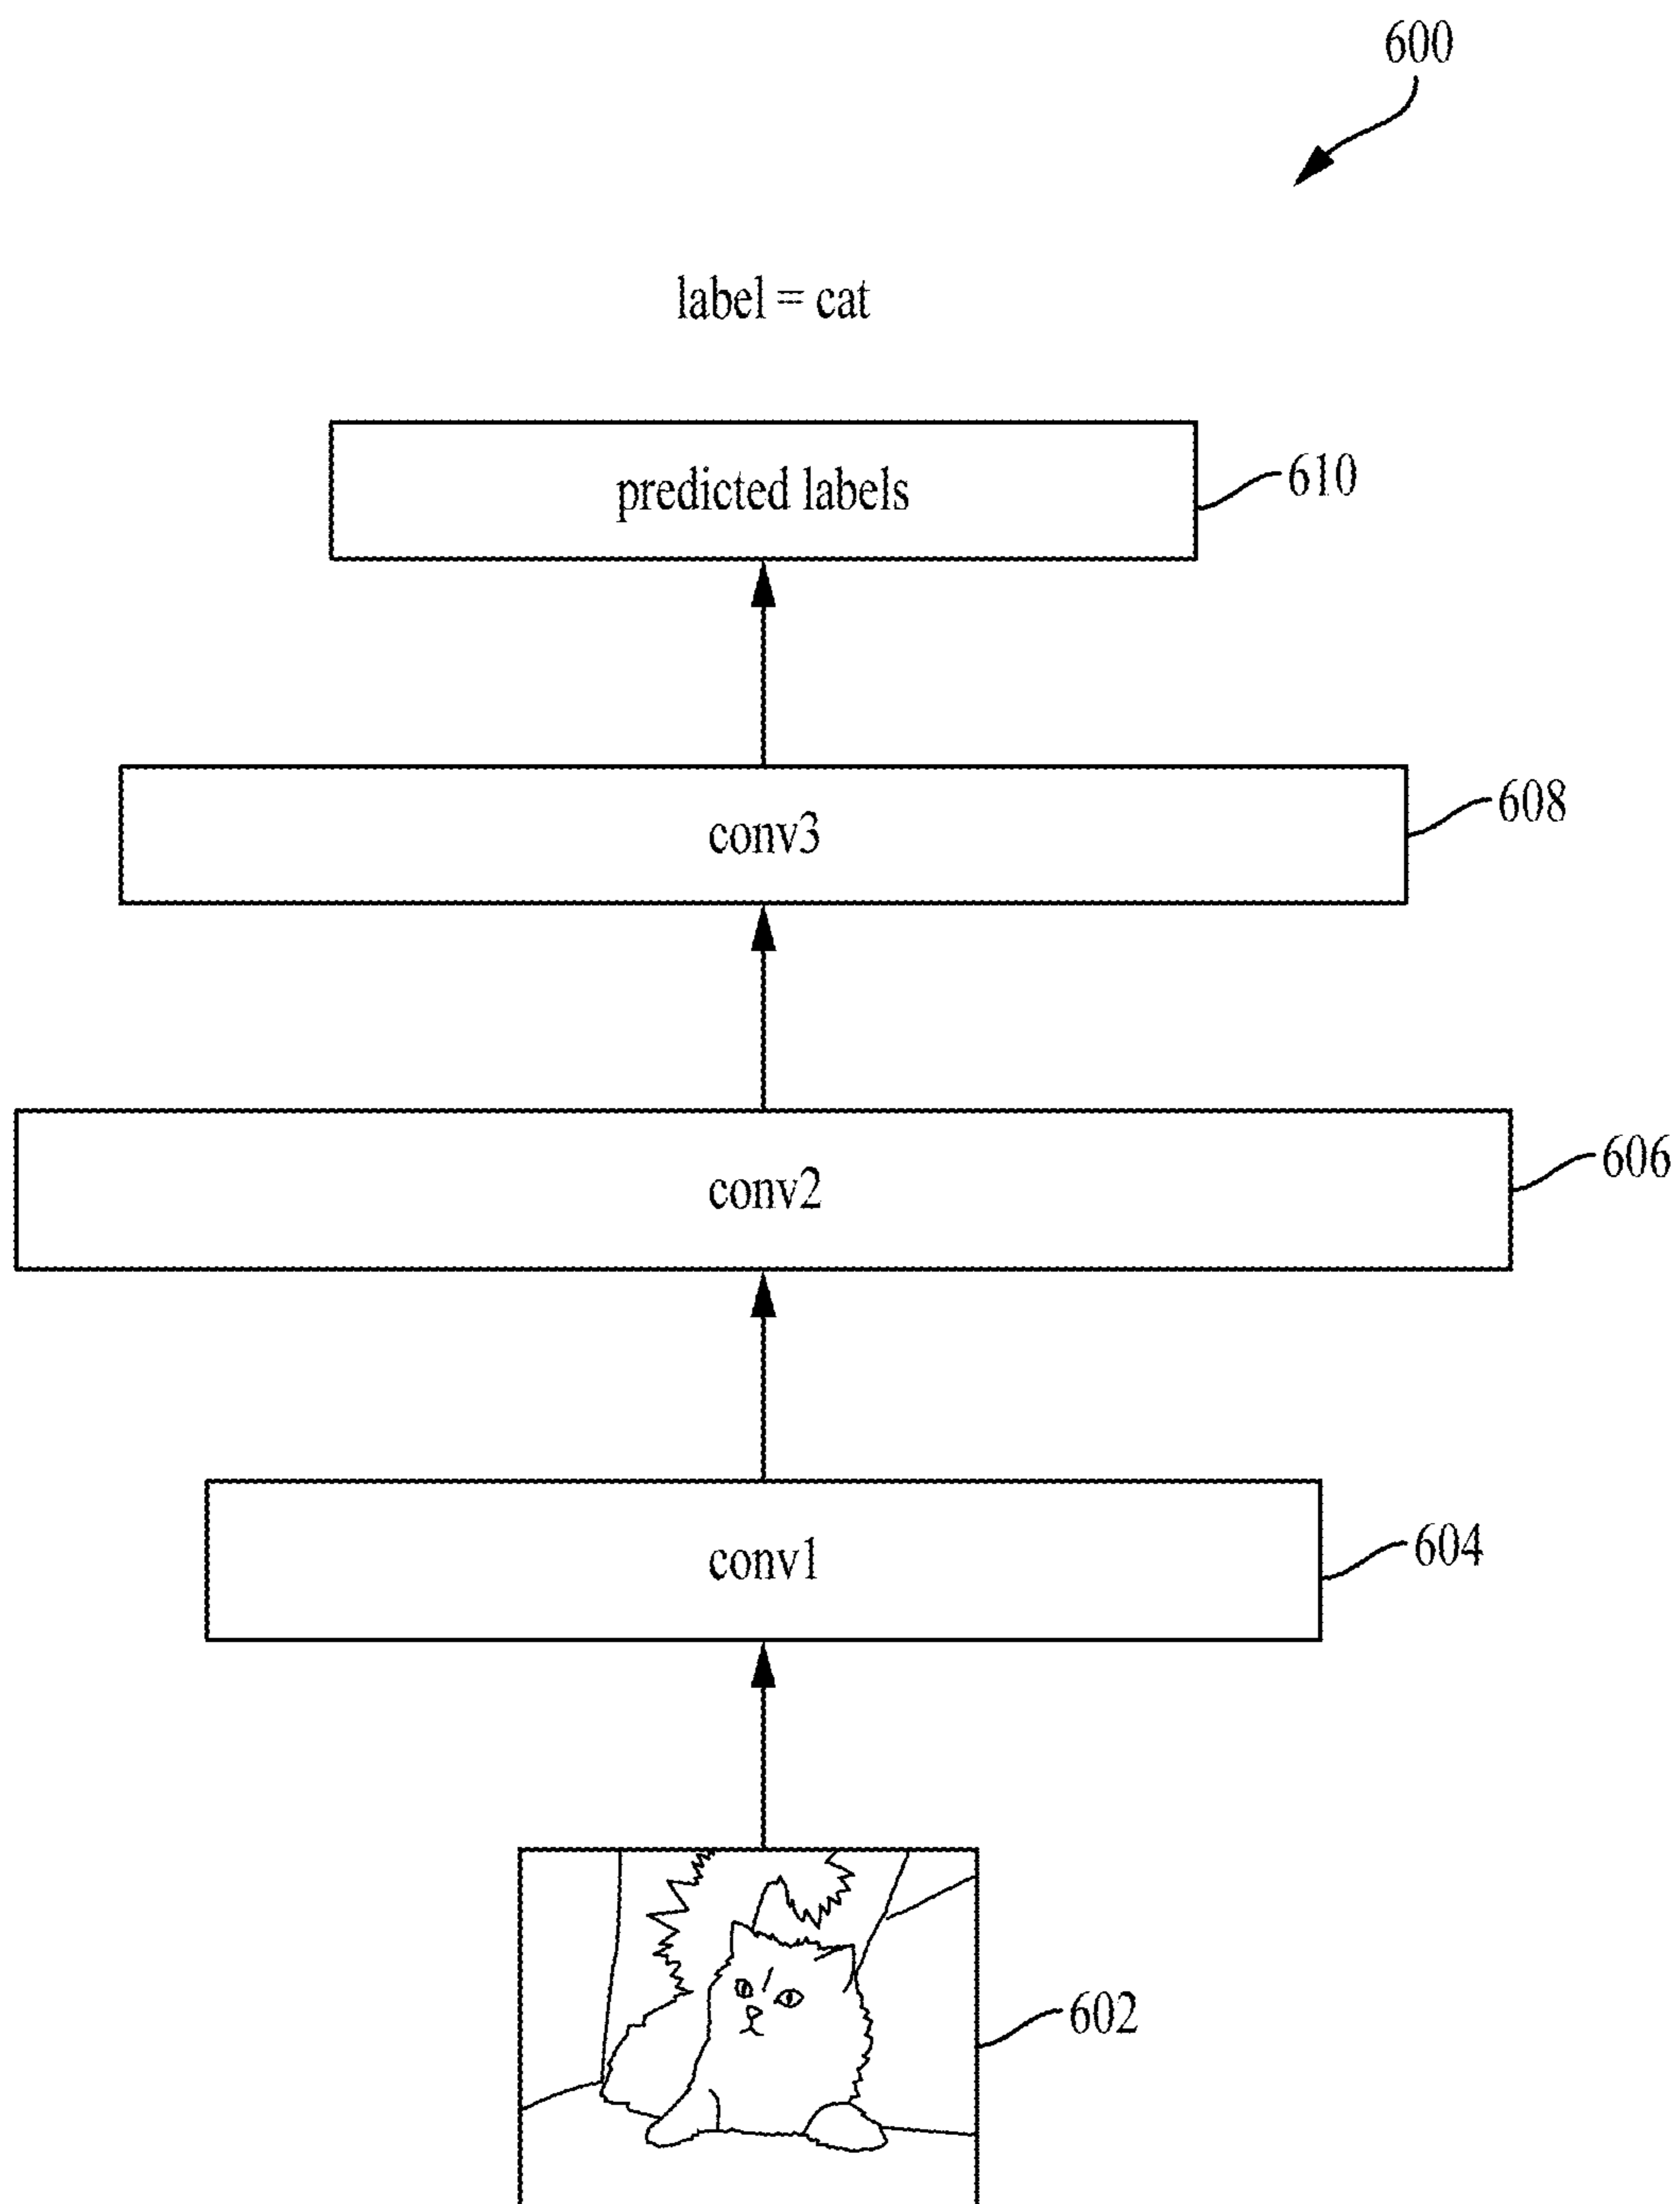 600
label = cat
predicted labels
610
conv3
608
conv2
606
conv1
604
602